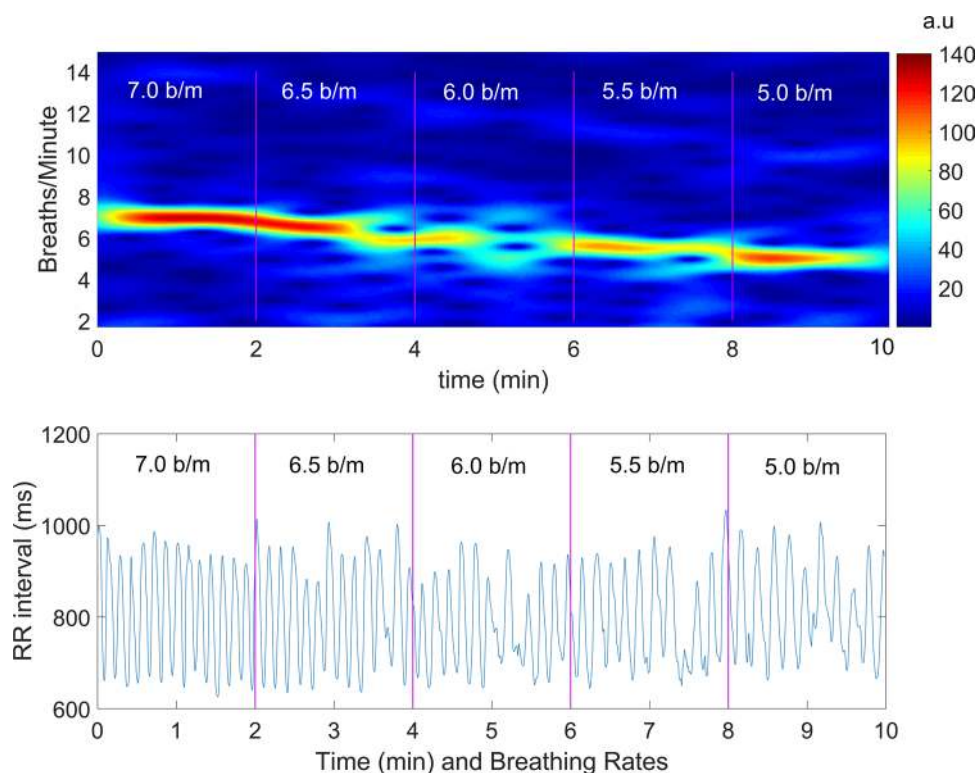 a.u
14
12
10
8
6
4
2
Breaths/Minute
7.0 b/m 6.5 b/m 6.0 b/m 5.5 b/m 5.0 b/m
140
120
100
80
60
40
20
0 2 4 6 8 10
time (min)
1200
1000
800
600
RR interval (ms)
7.0 b/m 6.5 b/m 6.0 b/m 5.5 b/m 5.0 b/m
0 1 2 3 4 5 6 7 8 9 10
Time (min) and Breathing Rates